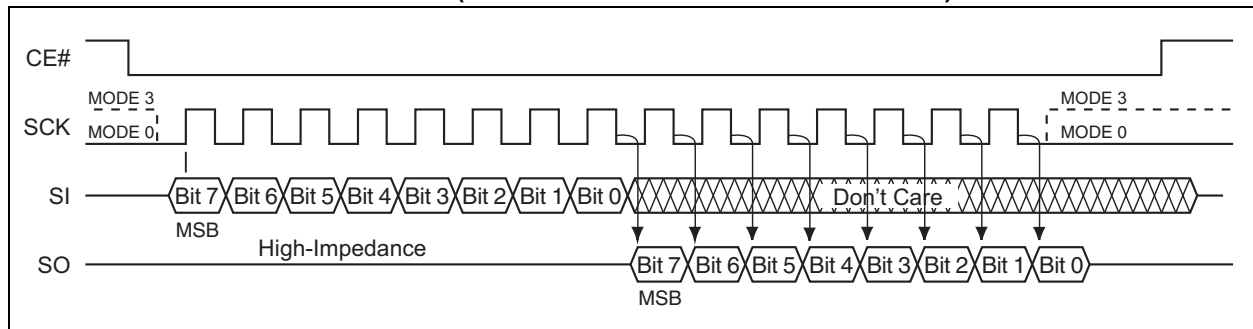 CE#
MODE 3 MODE 3
SCK MODE 0 MODE 0
SI Bit 7 Bit 6 Bit 5 Bit 4 Bit 3 Bit 2 Bit 1 Bit 0 Don't Care
MSB
High-Impedance
SO Bit 7 Bit 6 Bit 5 Bit 4 Bit 3 Bit 2 Bit 1 Bit 0
MSB